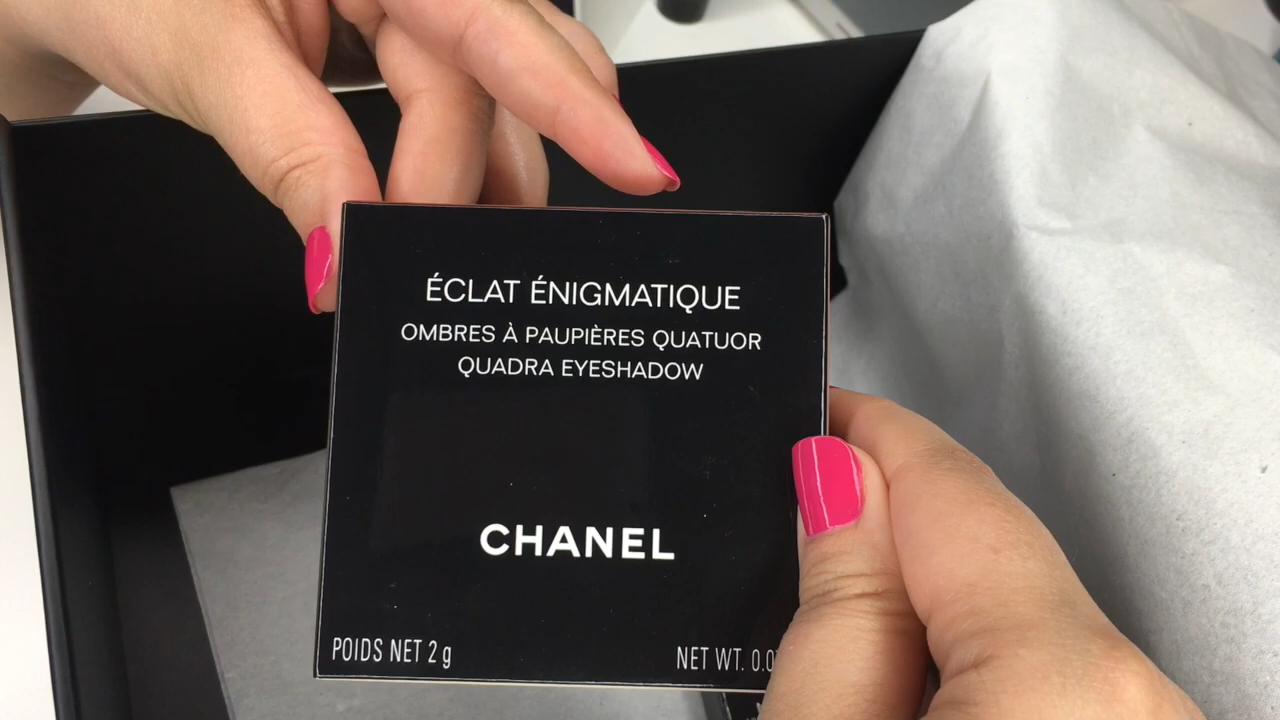 ÉCLAT ÉNIGMATIQUE
OMBRES À PAUPIÈRES QUATUOR
QUADRA EYESHADOW
CHANEL
POIDS NET 2 g
NET WT.